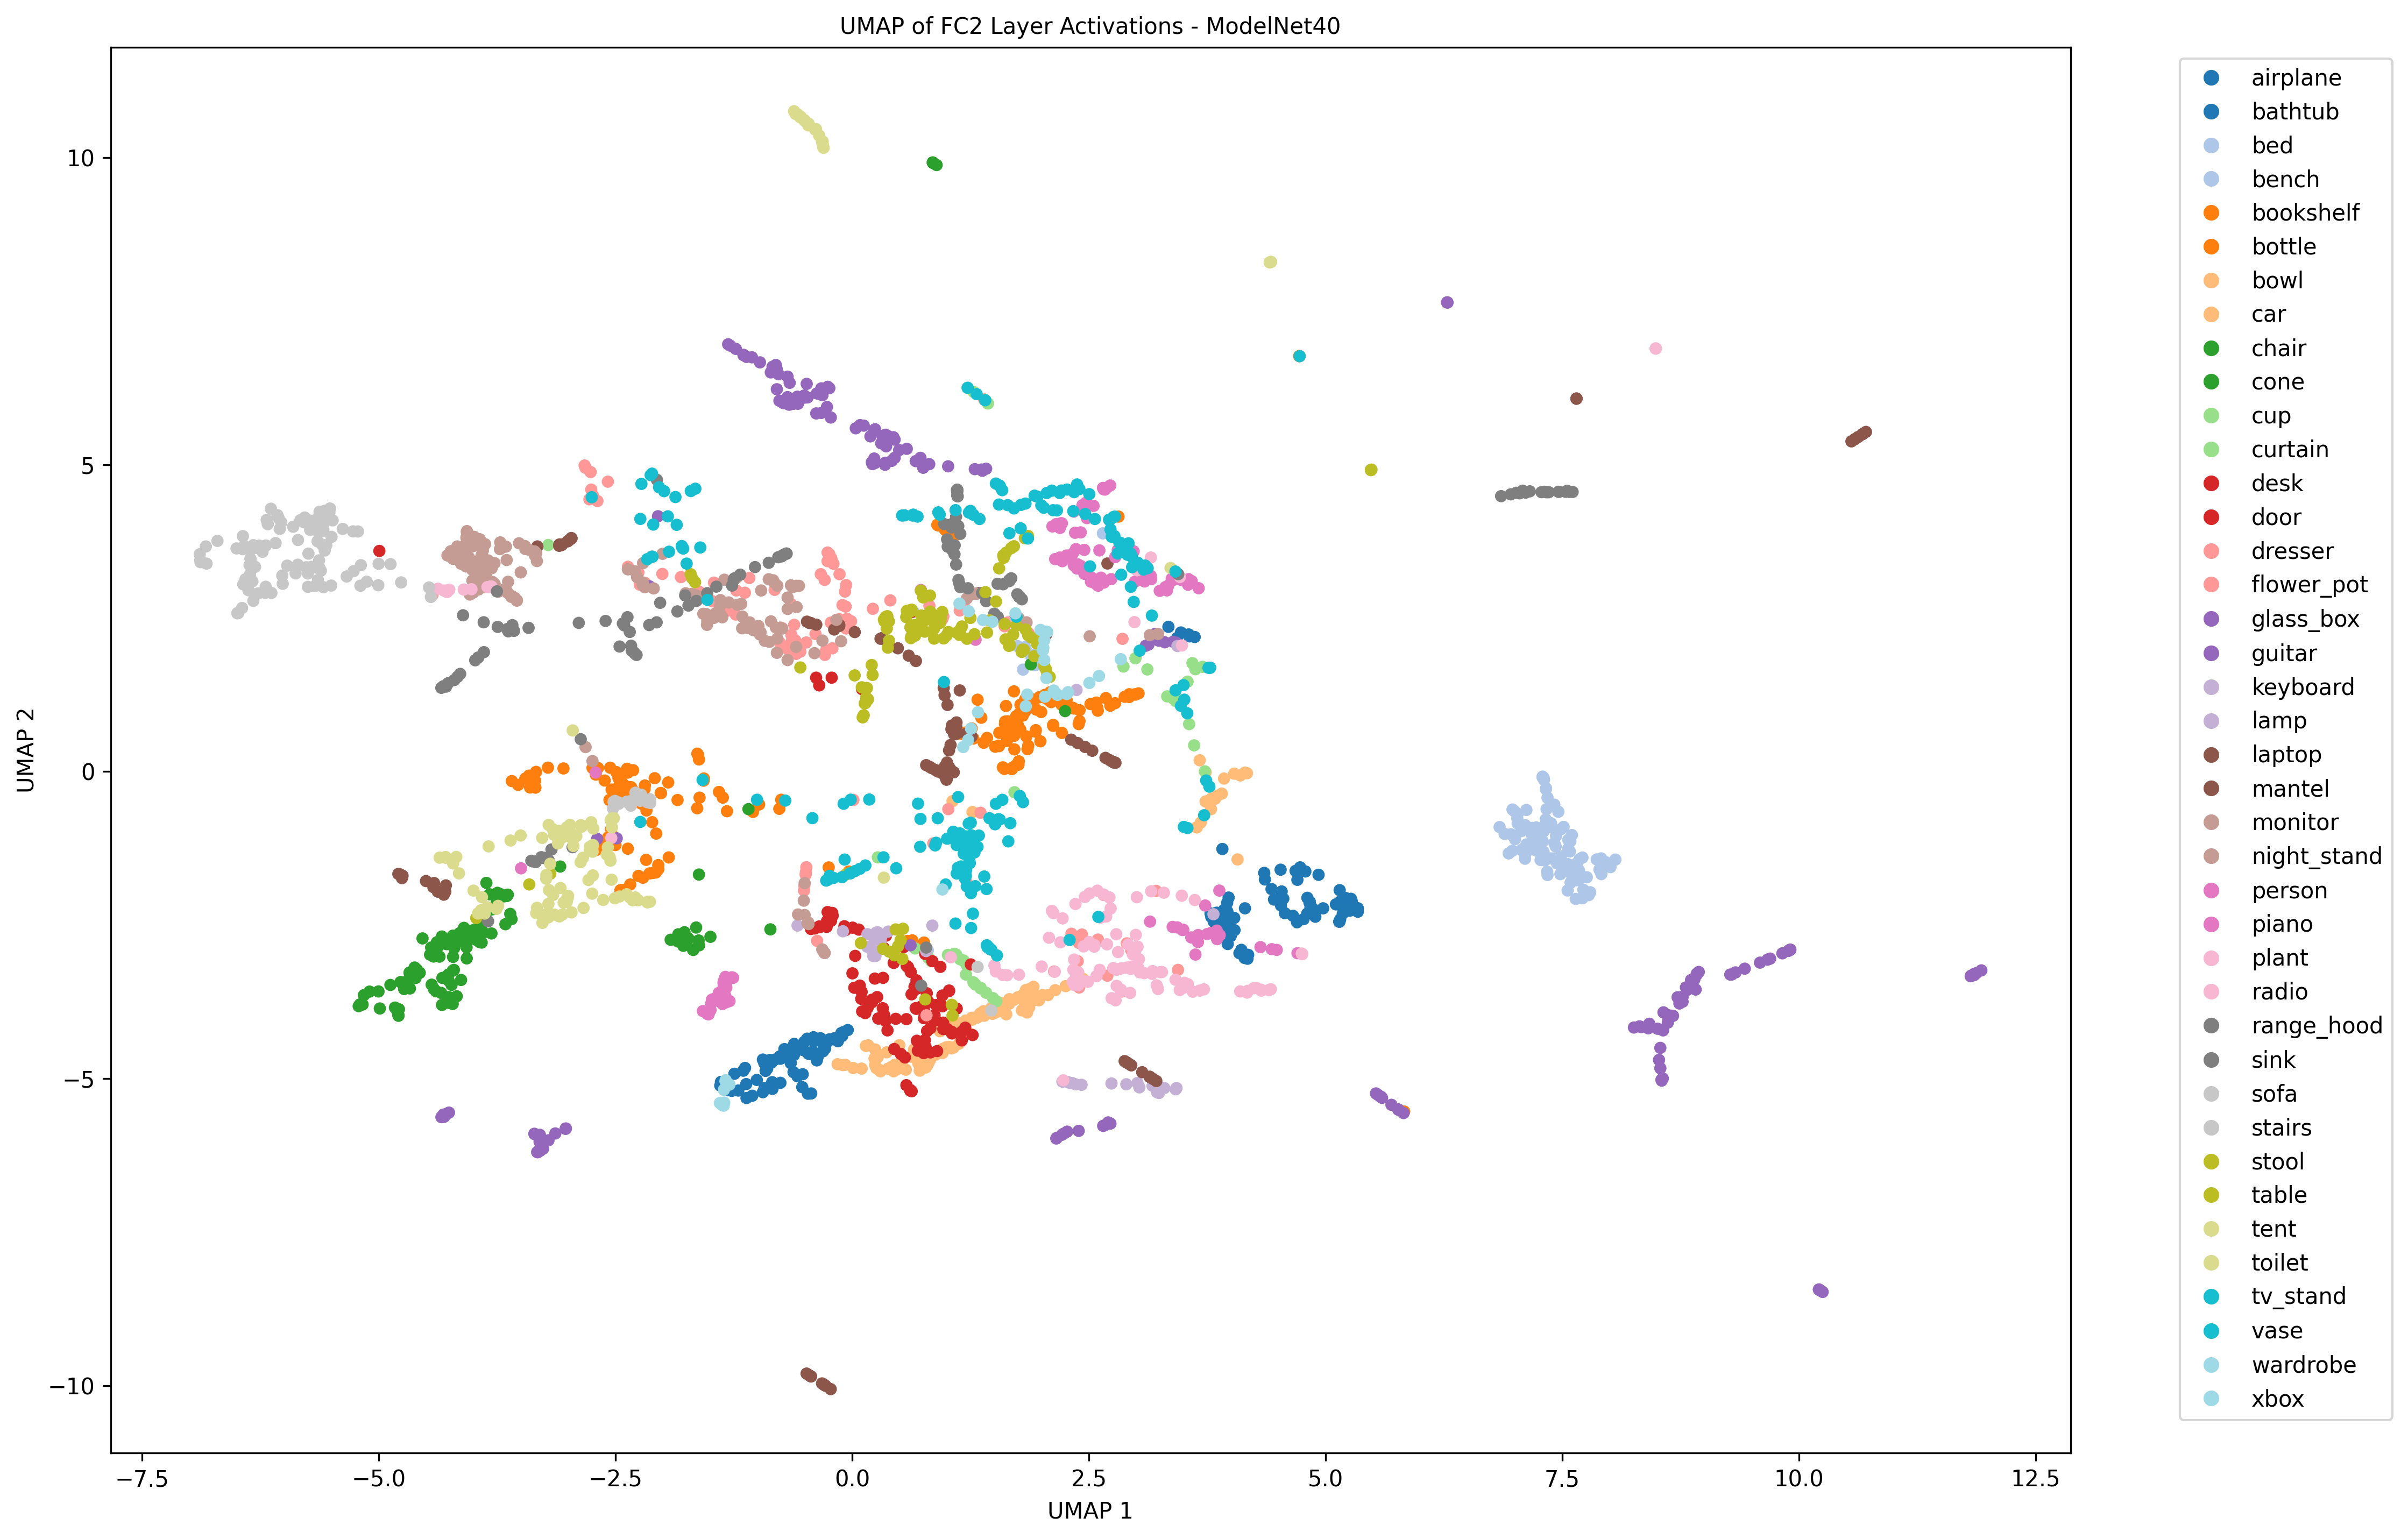 UMAP of FC2 Layer Activations - ModelNet40
10
5
0
−5
−10
UMAP 2
−7.5
−5.0
−2.5
0.0
2.5
5.0
7.5
10.0
12.5
UMAP 1
airplane
bathtub
bed
bench
bookshelf
bottle
bowl
car
chair
cone
cup
curtain
desk
door
dresser
flower_pot
glass_box
guitar
keyboard
lamp
laptop
mantel
monitor
night_stand
person
piano
plant
radio
range_hood
sink
sofa
stairs
stool
table
tent
toilet
tv_stand
vase
wardrobe
xbox